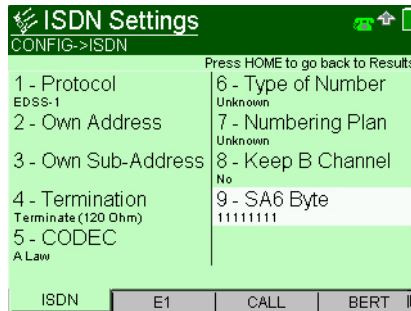 ISDN Settings
CONFIG->ISDN
Press HOME to go back to Results
1 - Protocol
EDSS-1
2 - Own Address
3 - Own Sub-Address
4 - Termination
Terminate (120 Ohm)
5 - CODEC
A Law
6 - Type of Number
Unknown
7 - Numbering Plan
Unknown
8 - Keep B Channel
No
9 - SA6 Byte
11111111
ISDN
E1
CALL
BERT